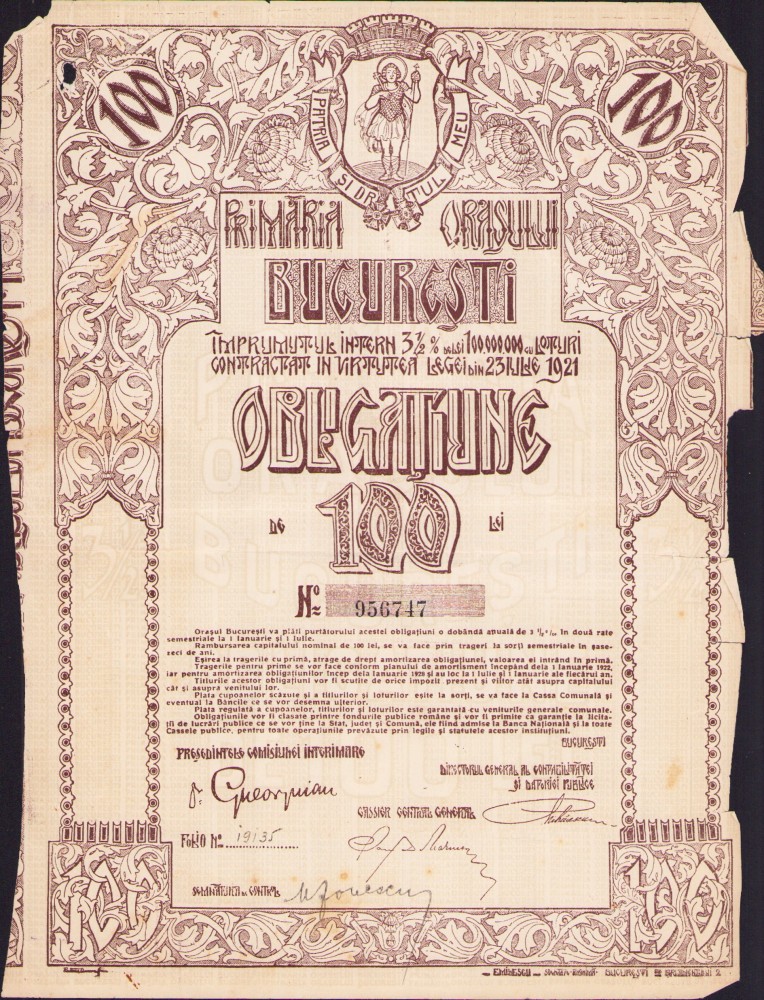 100
100
PATRIA
ȘI DR
TUL
MEU
PRIMĂRIA ORAȘULUI
BUCUREȘTI
ÎMPRUMUTUL INTERN 3½% DE LEI 100 000 000 CU LOTURI
CONTRACTAT IN VIRTUTEA LEGEI DIN 23 IULIE 1921
OBLIGAȚIUNE
DE 100 LEI
No 956747
Orașul București va plăti purtătorului acestei obligațiuni o dobândă anuală de 3 ½% în două rate
semestriale la 1 Ianuarie și 1 Iulie.
Rambursarea capitalului nominal de 100 lei, se va face prin trageri la sorți semestriale în șase-
zeci de ani.
Eșirea la tragerile cu primă, atrage de drept amortizarea obligațiunei, valoarea ei intrând în primă.
Tragerile pentru prime se vor face conform planului de amortisment începând dela 1 Ianuarie 1922,
iar pentru amortizarea obligațiunilor încep dela Ianuarie 1928 și au loc la 1 Iulie și 1 Ianuarie ale fiecărui an.
Titlurile acestor obligațiuni vor fi scutite de orice impozit prezent și viitor atât asupra capitalului
cât și asupra venitului lor.
Plata cupoanelor scăzute și a titlurilor și loturilor eșite la sorți, se va face la Cassa Comunală și
eventual la Băncile ce se vor desemna ulterior.
Plata regulată a cupoanelor, titlurilor și loturilor este garantată cu veniturile generale comunale.
Obligațiunile vor fi clasate printre fondurile publice române și vor fi primite ca garanție la licita-
ții de lucrări publice ce se vor ține la Stat, județ și Comună, ele fiind admise la Banca Națională și la toate
Cassele publice, pentru toate operațiunile prevăzute prin legile și statutele acestor instituțiuni.
BUCUREȘTI
PREȘEDINTELE COMISIUNEI INTERIMARE
DIRECTORUL GENERAL AL CONTABILITĂȚEI
ȘI DATORIEI PUBLICE
Dr. Gheorghian
CASSIER CENTRAL GENERAL
FOLIO No 19135
SEMNĂTURA DE CONTROL M Ionescu
100
100
BUCUREȘTI